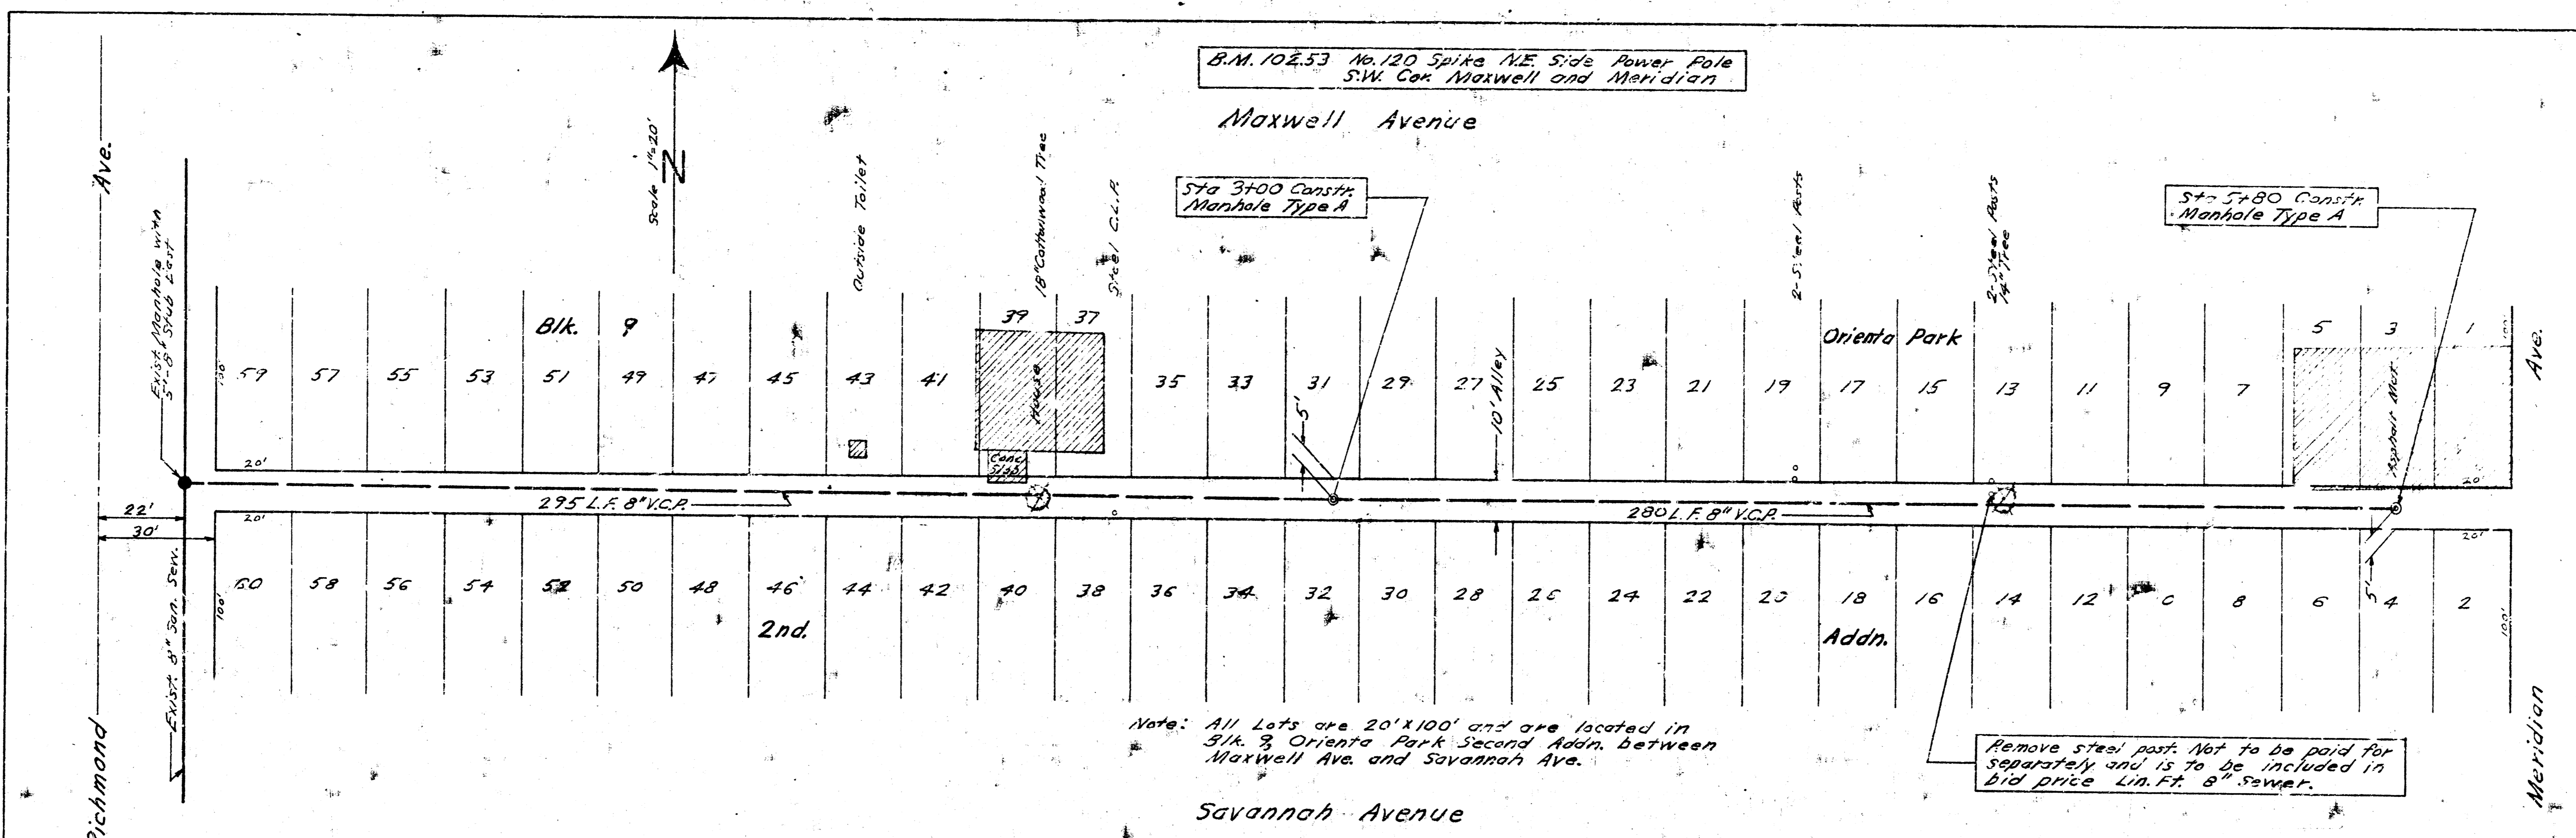 B.M. 102.53 No. 120 Spike N.E. Side Power Pole
S.W. Cor. Maxwell and Meridian
Maxwell Avenue
Ave.
Exist. Manhole with
5'-8" Stub East
Scale 1"=20'
N
Outside Toilet
18" Cottonwood Tree
Steel C.L.P.
Sta 3+00 Constr.
Manhole Type A
2-Steel Posts
2-Steel Posts
14" Tree
Sta 5+80 Constr.
Manhole Type A
Ave.
Blk. 9
Orienta Park
39 37
5 3 1
100'
59 57 55 53 51 49 47 45 43 41
House
35 33 31 29 27 25 23 21 19 17 15 13 11 9 7
Asphalt Mat.
100'
5'
10' Alley
Conc.
Slab
20'
20'
295 L.F. 8" V.C.P.
280 L.F. 8" V.C.P.
22'
30'
20'
20'
5'
60 58 56 54 52 50 48 46 44 42 40 38 36 34 32 30 28 26 24 22 20 18 16 14 12 0 8 6 4 2
100'
100'
2nd.
Addn.
Exist. 8" San. Sew.
Richmond
Note: All Lots are 20' X 100' and are located in
Blk. 9, Orienta Park Second Addn. between
Maxwell Ave. and Savannah Ave.
Remove steel post. Not to be paid for
separately and is to be included in
bid price Lin. Ft. 8" Sewer.
Meridian
Savannah Avenue